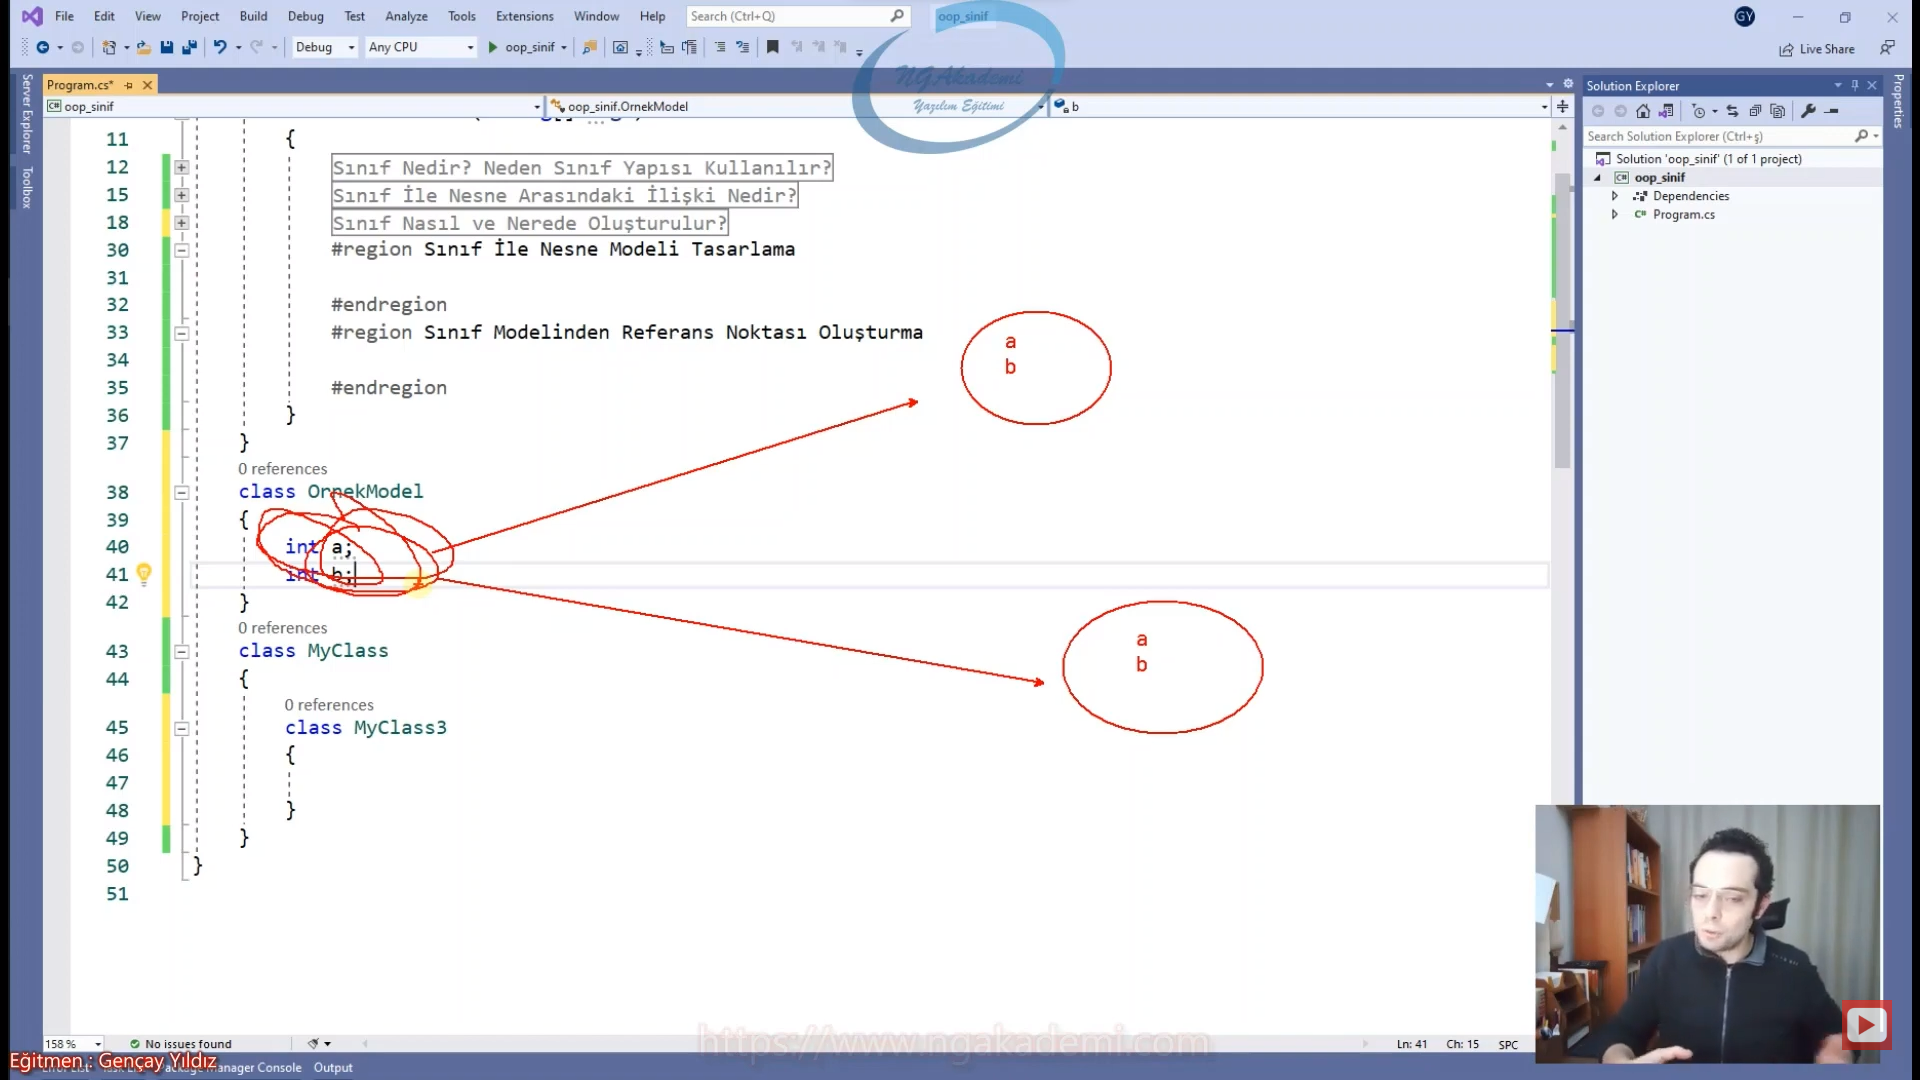 File Edit View Project Build Debug Test Analyze Tools Extensions Window Help Search (Ctrl+Q) oop_sinif GY
Debug Any CPU oop_sinif Live Share
NGAkademi
Yazılım Eğitimi
Server Explorer
Toolbox
Properties
Program.cs*
oop_sinif oop_sinif.OrnekModel b
11 {
12 Sınıf Nedir? Neden Sınıf Yapısı Kullanılır?
15 Sınıf İle Nesne Arasındaki İlişki Nedir?
18 Sınıf Nasıl ve Nerede Oluşturulur?
30 #region Sınıf İle Nesne Modeli Tasarlama
31
32 #endregion
33 #region Sınıf Modelinden Referans Noktası Oluşturma
34
35 #endregion
36 }
37 }
0 references
38 class OrnekModel
39 {
40 int a;
41 int b;
42 }
0 references
43 class MyClass
44 {
0 references
45 class MyClass3
46 {
47
48 }
49 }
50 }
51
a
b
a
b
Solution Explorer
Search Solution Explorer (Ctrl+ş)
Solution 'oop_sinif' (1 of 1 project)
oop_sinif
Dependencies
Program.cs
https://www.ngakademi.com
158 % No issues found Ln: 41 Ch: 15 SPC
Eğitmen : Gençay Yıldız
Manager Console Output